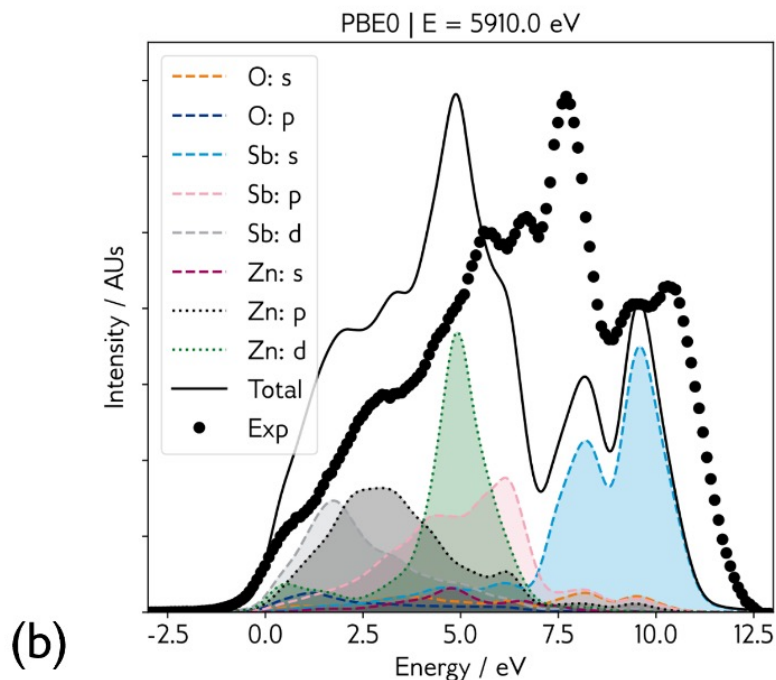 PBE0 | E = 5910.0 eV
O: s
O: p
Sb: s
Sb: p
Sb: d
Zn: s
Zn: p
Zn: d
Total
Exp
Intensity / AUs
-2.5 0.0 2.5 5.0 7.5 10.0 12.5
Energy / eV
(b)